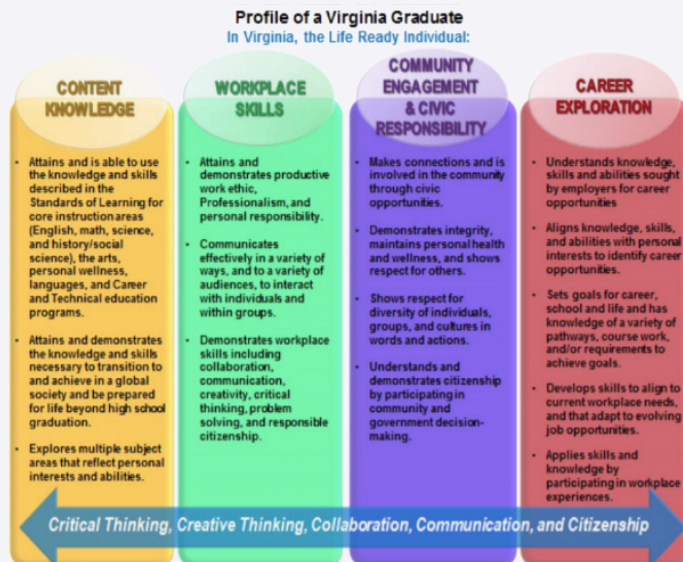 Profile of a Virginia Graduate
In Virginia, the Life Ready Individual:
CONTENT
KNOWLEDGE
• Attains and is able to use
the knowledge and skills
described in the
Standards of Learning for
core instruction areas
(English, math, science,
and history/social
science), the arts,
personal wellness,
languages, and Career
and Technical education
programs.
• Attains and demonstrates
the knowledge and skills
necessary to transition to
and achieve in a global
society and be prepared
for life beyond high school
graduation.
• Explores multiple subject
areas that reflect personal
interests and abilities.
WORKPLACE
SKILLS
• Attains and
demonstrates productive
work ethic,
Professionalism, and
personal responsibility.
• Communicates
effectively in a variety of
ways, and to a variety of
audiences, to interact
with individuals and
within groups.
• Demonstrates workplace
skills including
collaboration,
communication,
creativity, critical
thinking, problem
solving, and responsible
citizenship.
COMMUNITY
ENGAGEMENT
& CIVIC
RESPONSIBILITY
• Makes connections and is
involved in the community
through civic
opportunities.
• Demonstrates integrity,
maintains personal health
and wellness, and shows
respect for others.
• Shows respect for
diversity of individuals,
groups, and cultures in
words and actions.
• Understands and
demonstrates citizenship
by participating in
community and
government decision-
making.
CAREER
EXPLORATION
• Understands knowledge,
skills and abilities sought
by employers for career
opportunities
• Aligns knowledge, skills,
and abilities with personal
interests to identify career
opportunities.
• Sets goals for career,
school and life and has
knowledge of a variety of
pathways, course work,
and/or requirements to
achieve goals.
• Develops skills to align to
current workplace needs,
and that adapt to evolving
job opportunities.
• Applies skills and
knowledge by
participating in workplace
experiences.
Critical Thinking, Creative Thinking, Collaboration, Communication, and Citizenship